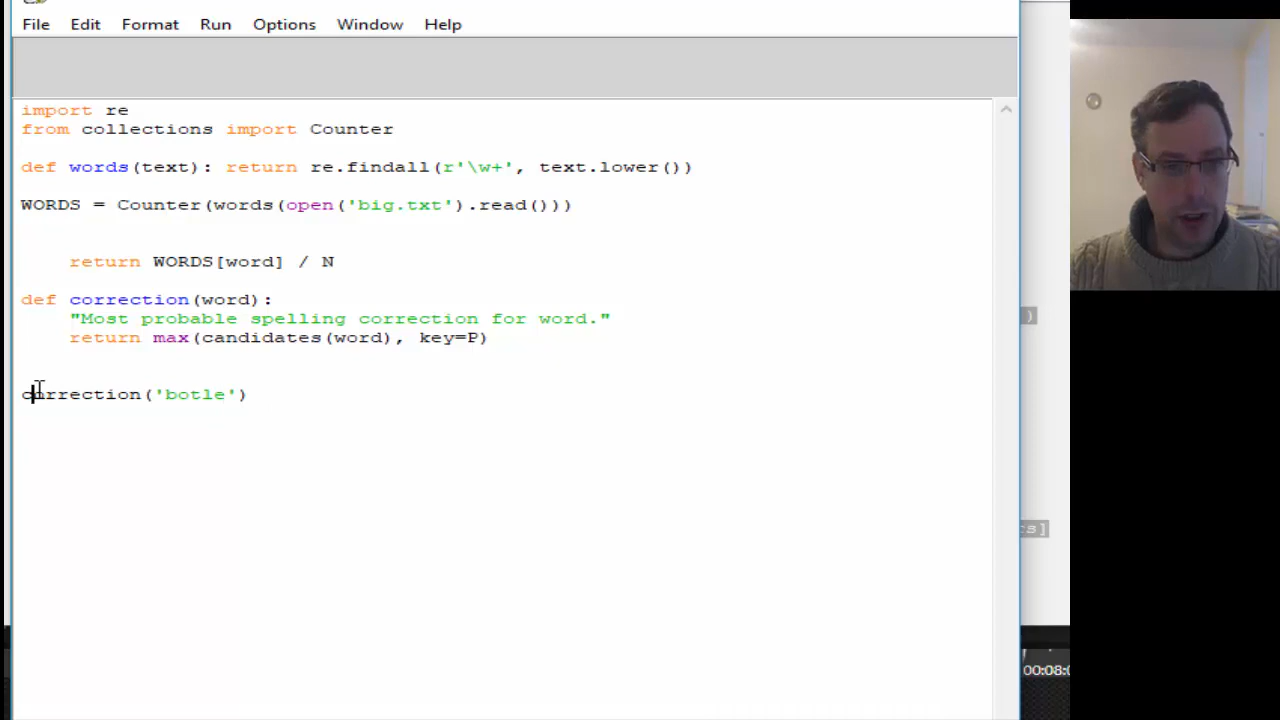 File Edit Format Run Options Window Help
import re
from collections import Counter
def words(text): return re.findall(r'\w+', text.lower())
WORDS = Counter(words(open('big.txt').read()))
return WORDS[word] / N
def correction(word):
"Most probable spelling correction for word."
return max(candidates(word), key=P)
correction('botle')
)
s]
00:08:0